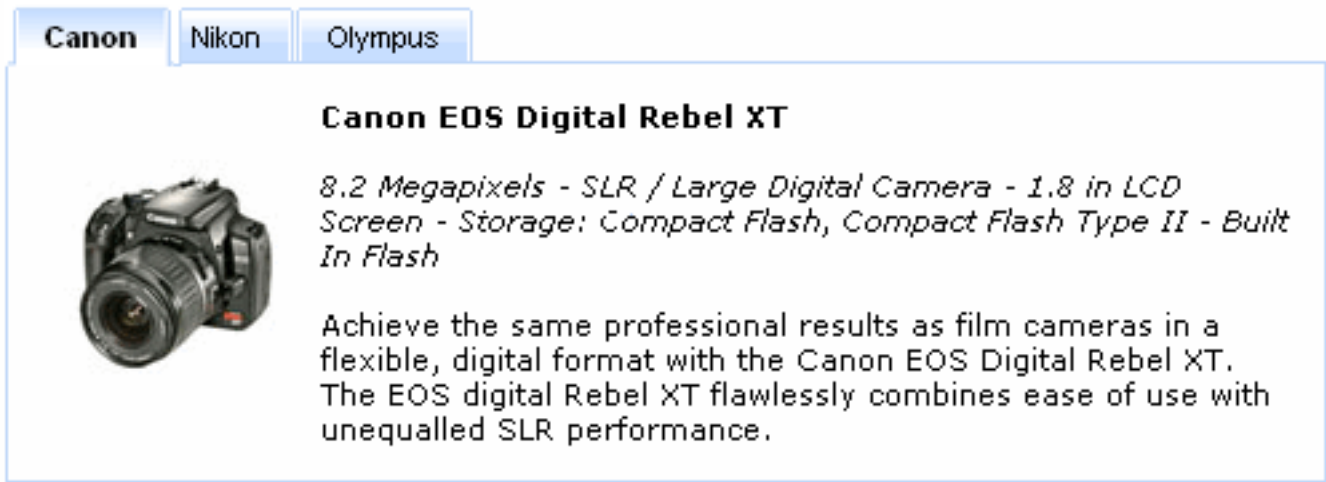 Canon Nikon Olympus
Canon EOS Digital Rebel XT
8.2 Megapixels - SLR / Large Digital Camera - 1.8 in LCD
Screen - Storage: Compact Flash, Compact Flash Type II - Built
In Flash
Achieve the same professional results as film cameras in a
flexible, digital format with the Canon EOS Digital Rebel XT.
The EOS digital Rebel XT flawlessly combines ease of use with
unequalled SLR performance.
Canon